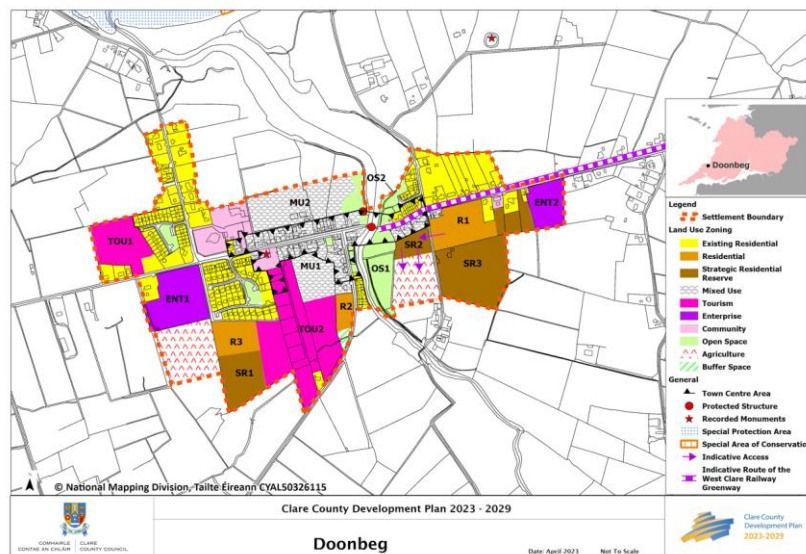 OS2
MU2
TOU1
ENT1
MU1
OS1
SR2
R1
ENT2
SR3
R2
TOU2
R3
SR1
© National Mapping Division, Tailte Éireann CYAL50326115
Doonbeg
Legend
Settlement Boundary
Land Use Zoning
Existing Residential
Residential
Strategic Residential
Reserve
Mixed Use
Tourism
Enterprise
Community
Open Space
Agriculture
Buffer Space
General
Town Centre Area
Protected Structure
Recorded Monuments
Special Protection Area
Special Area of Conservatio
Indicative Access
Indicative Route of the
West Clare Railway
Greenway
COMHAIRLE CONTAE AN CHLÁIR
CLARE COUNTY COUNCIL
Clare County Development Plan 2023 - 2029
Doonbeg
Date: April 2023
Not To Scale
Clare County
Development Plan
2023-2029